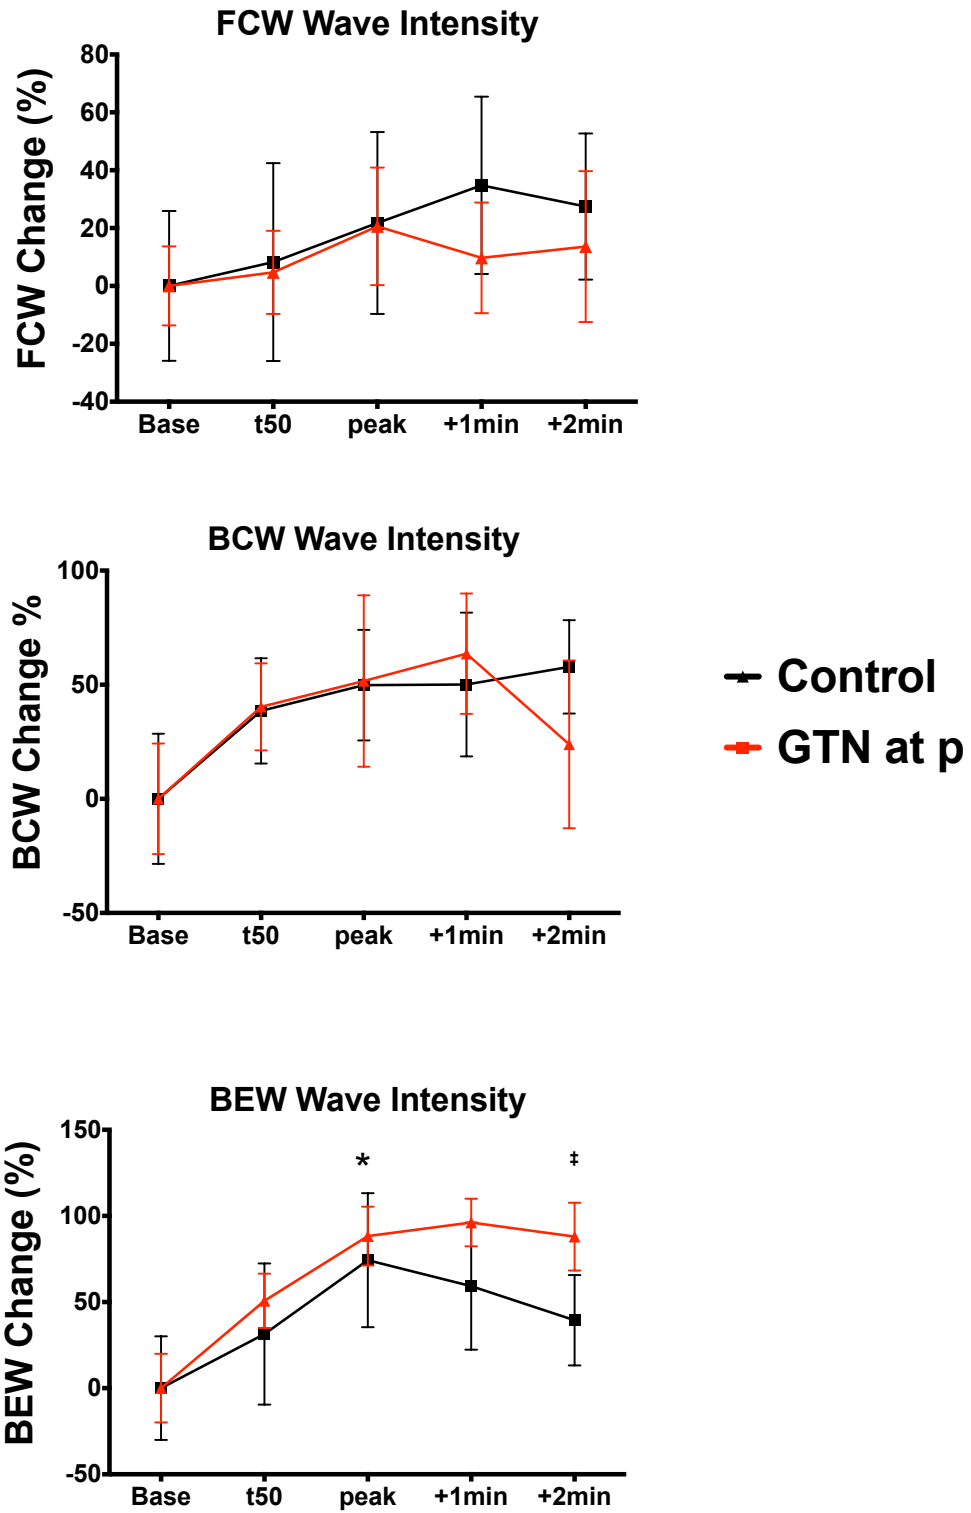 FCW Wave Intensity
FCW Change (%)
80
60
40
20
0
-20
-40
Base t50 peak +1min +2min
BCW Wave Intensity
BCW Change %
100
50
0
-50
Base t50 peak +1min +2min
Control
GTN at p
BEW Wave Intensity
BEW Change (%)
150
100
50
0
-50
* ‡
Base t50 peak +1min +2min